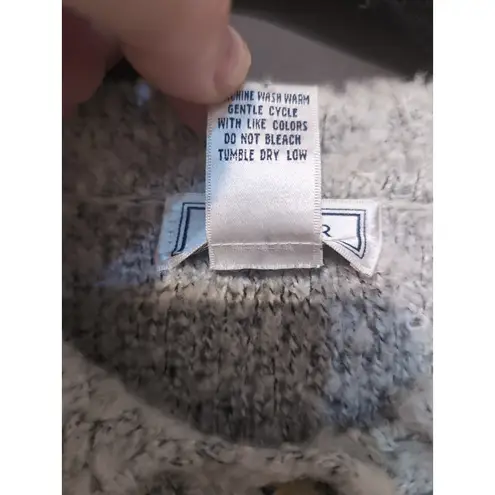 WASH WARM
GENTLE CYCLE
WITH LIKE COLORS
DO NOT BLEACH
TUMBLE DRY LOW
R